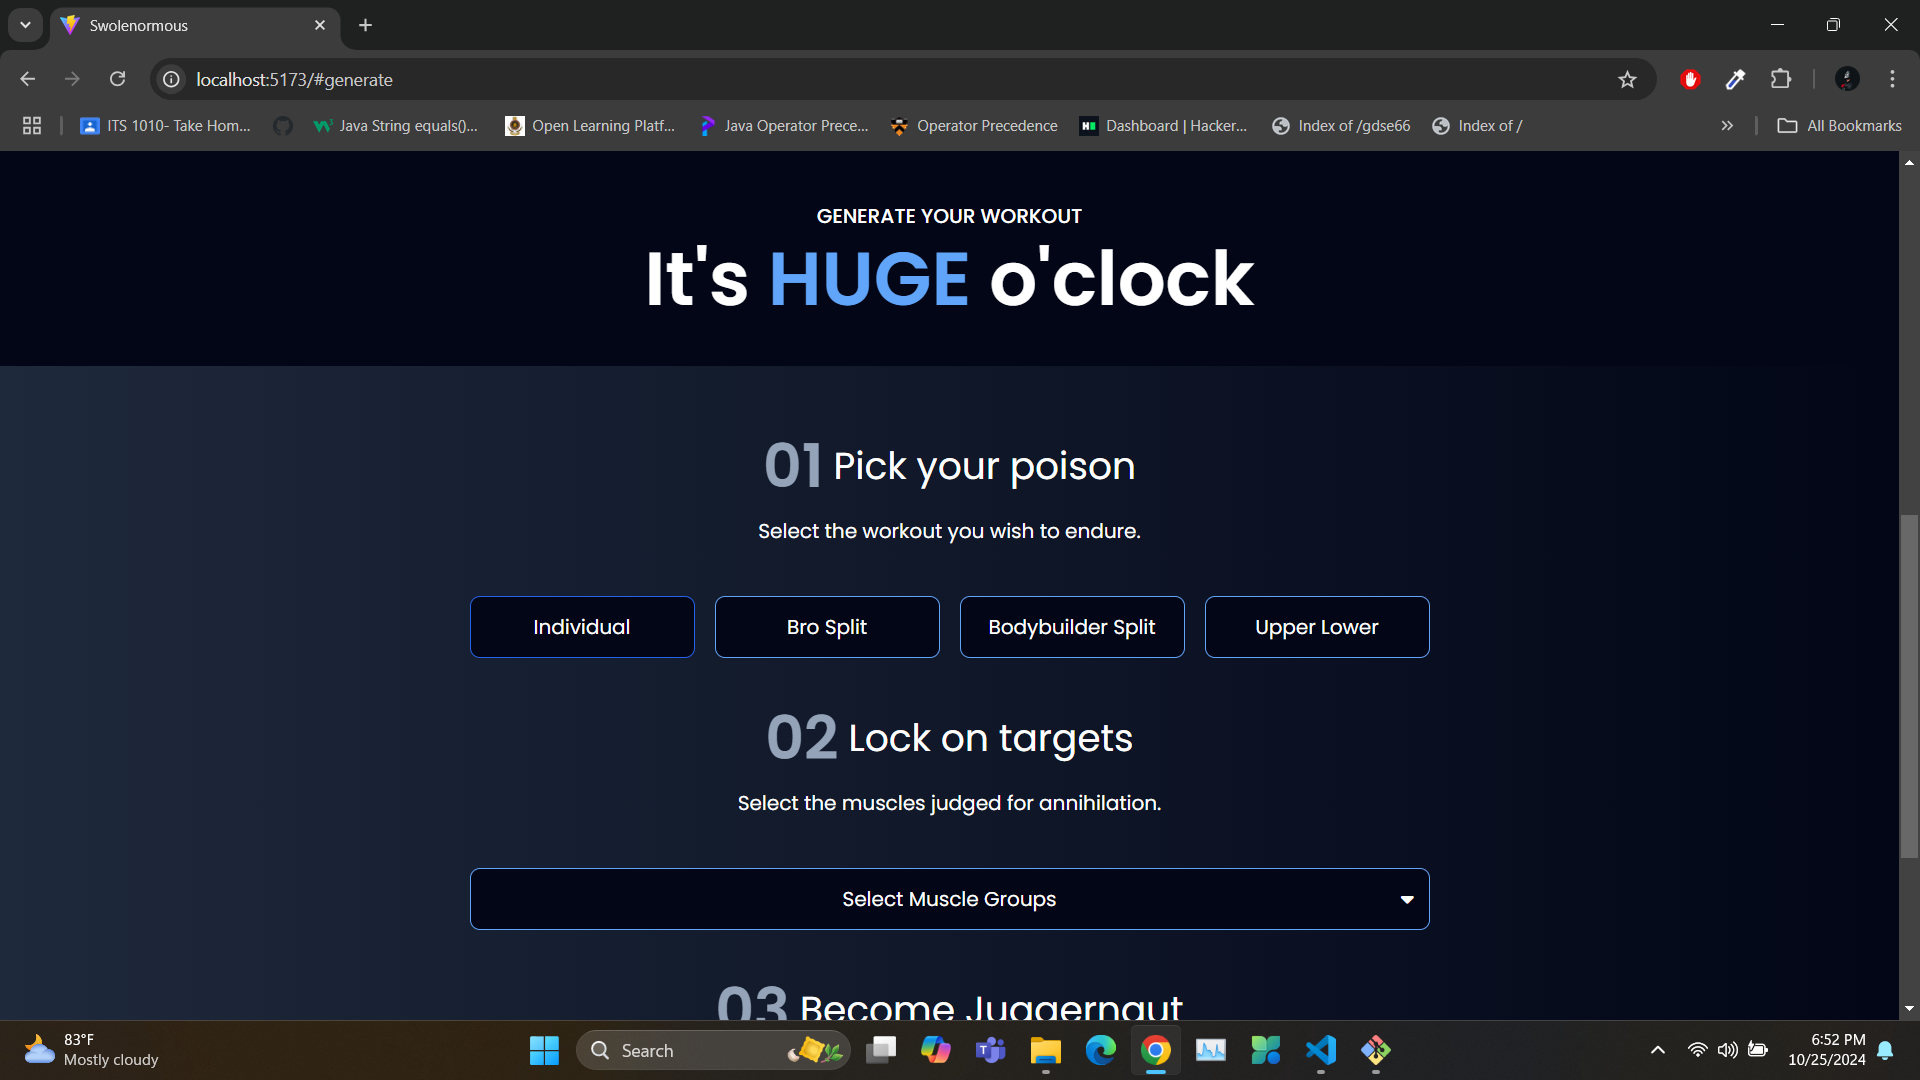 Swolenormous
localhost:5173/#generate
ITS 1010- Take Hom...
Java String equals()...
Open Learning Platf...
Java Operator Prece...
Operator Precedence
Dashboard | Hacker...
Index of /gdse66
Index of /
All Bookmarks
GENERATE YOUR WORKOUT
It's HUGE o'clock
01 Pick your poison
Select the workout you wish to endure.
Individual
Bro Split
Bodybuilder Split
Upper Lower
02 Lock on targets
Select the muscles judged for annihilation.
Select Muscle Groups
03 Become Juggernaut
83°F
Mostly cloudy
Search
6:52 PM
10/25/2024